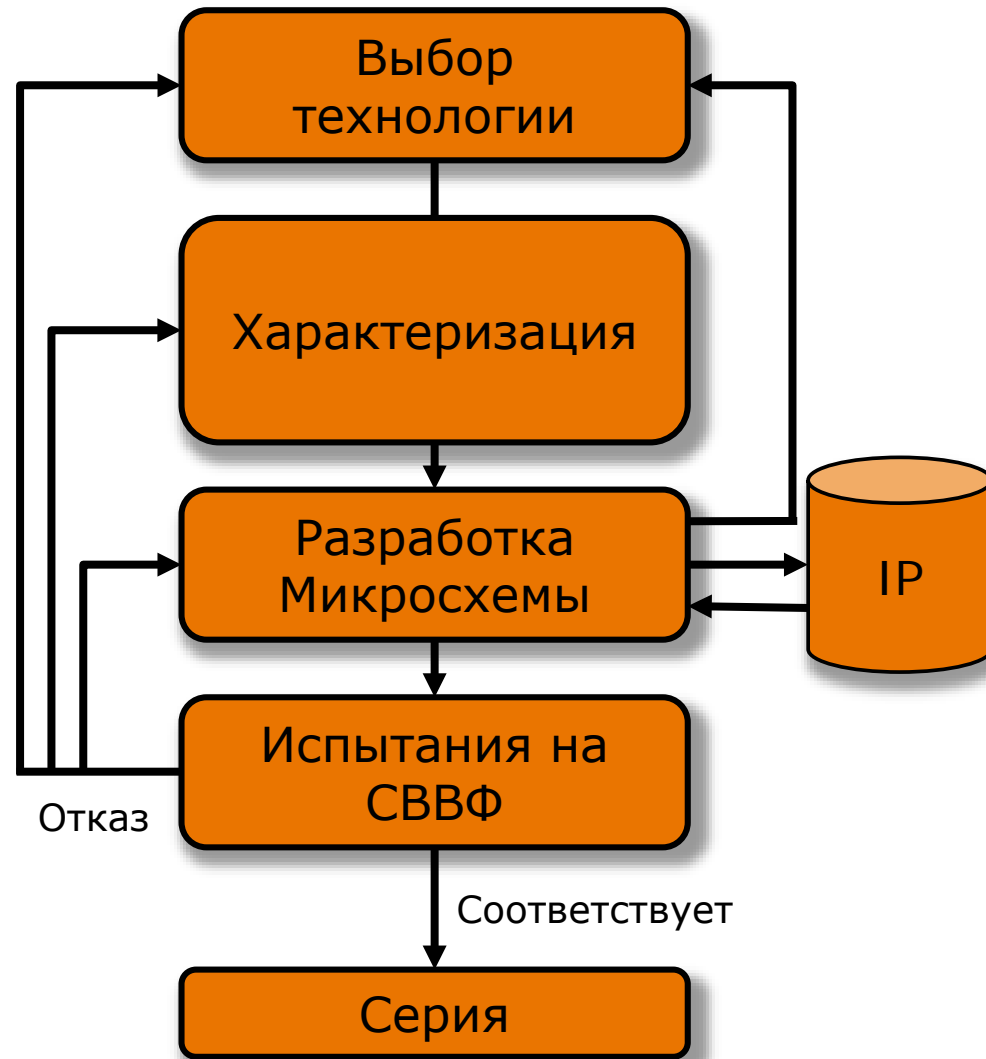 Выбор
технологии
Характеризация
Разработка
Микросхемы
IP
Испытания на
СВВФ
Отказ
Соответствует
Серия